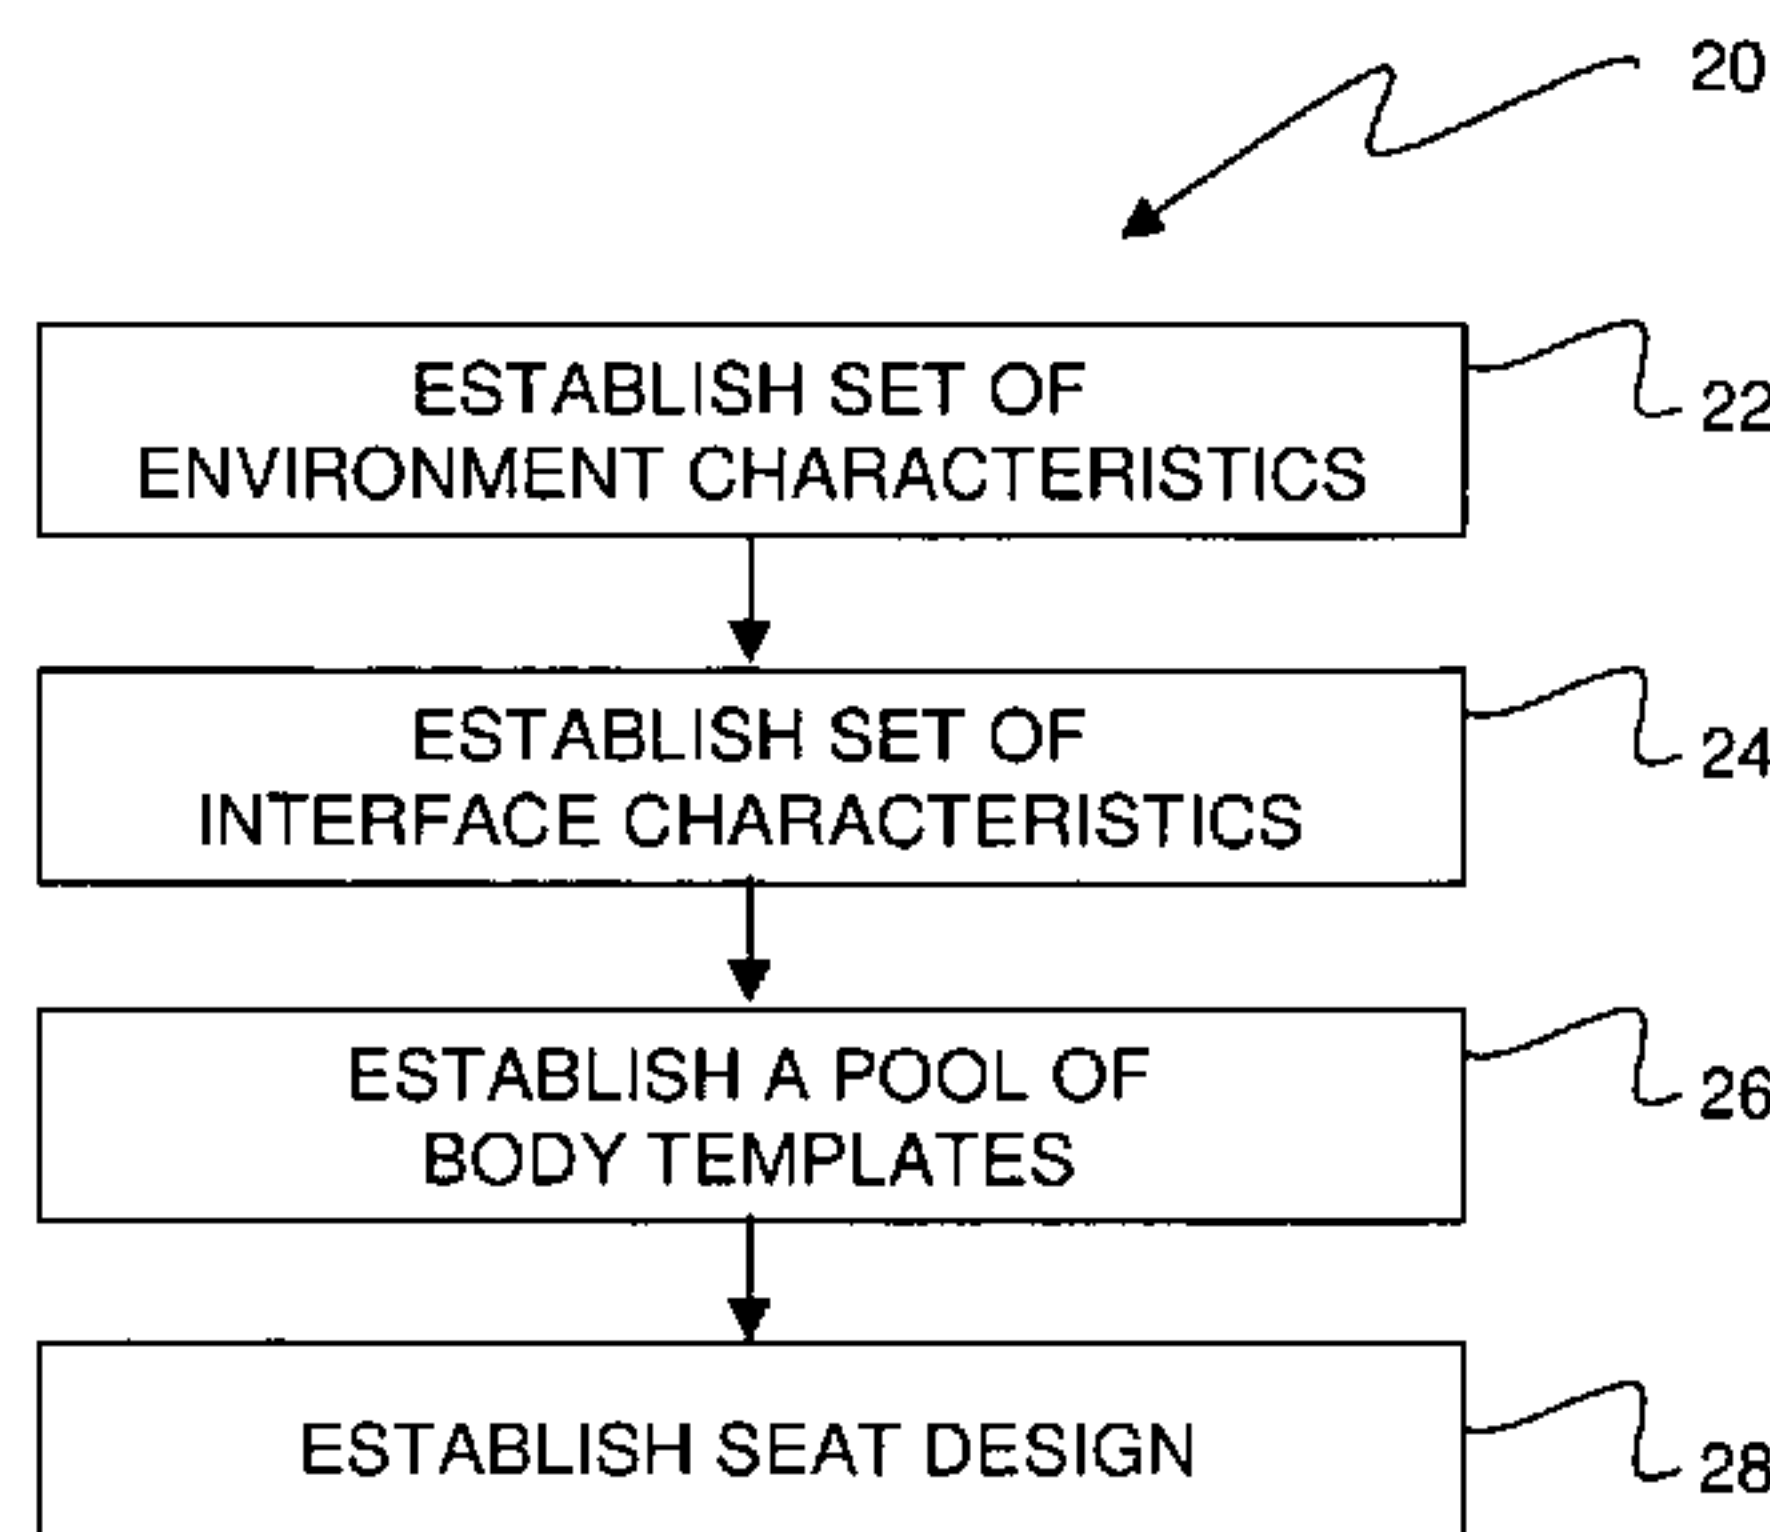 20
ESTABLISH SET OF
ENVIRONMENT CHARACTERISTICS
22
ESTABLISH SET OF
INTERFACE CHARACTERISTICS
24
ESTABLISH A POOL OF
BODY TEMPLATES
26
ESTABLISH SEAT DESIGN
28